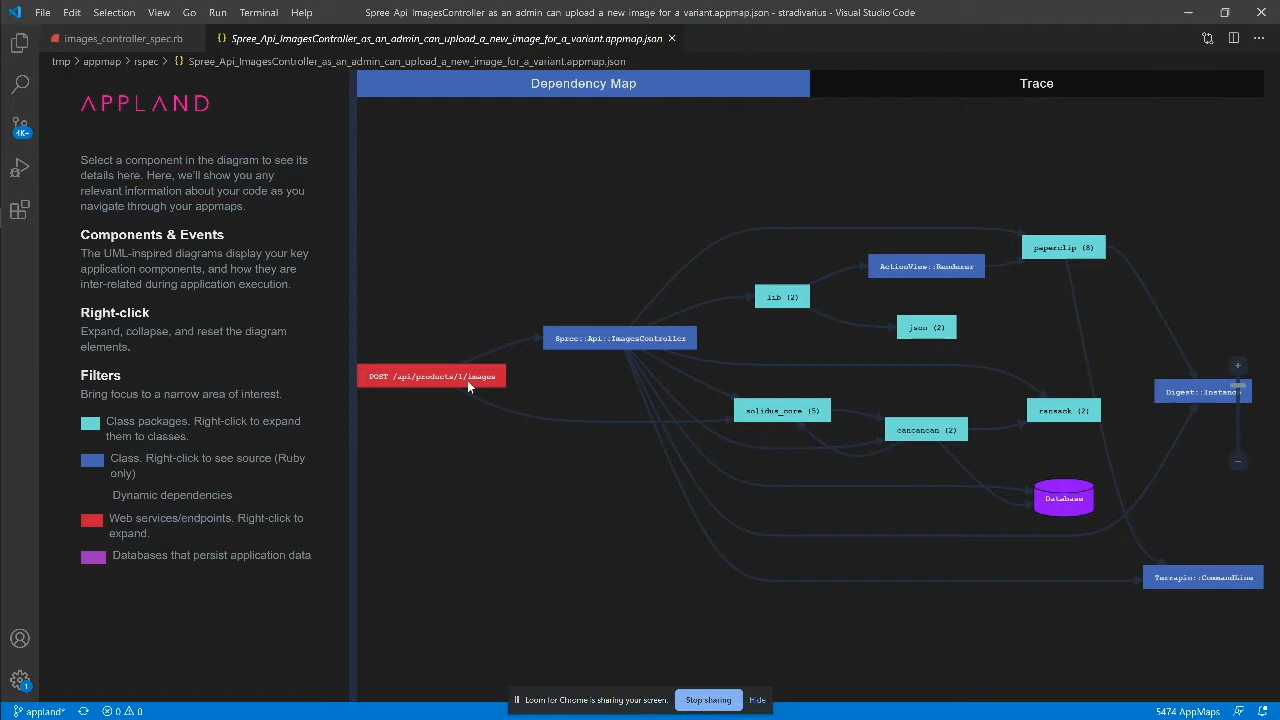 File Edit Selection View Go Run Terminal Help
Spree Api ImagesController as an admin can upload a new image for a variant.appmap.json - stradivarius - Visual Studio Code
images_controller_spec.rb
{} Spree_Api_ImagesController_as_an_admin_can_upload_a_new_image_for_a_variant.appmap.json
tmp > appmap > rspec > {} Spree_Api_ImagesController_as_an_admin_can_upload_a_new_image_for_a_variant.appmap.json
4K+
1
APPLAND
Select a component in the diagram to see its
details here. Here, we'll show you any
relevant information about your code as you
navigate through your appmaps.
Components & Events
The UML-inspired diagrams display your key
application components, and how they are
inter-related during application execution.
Right-click
Expand, collapse, and reset the diagram
elements.
Filters
Bring focus to a narrow area of interest.
Class packages. Right-click to expand
them to classes.
Class. Right-click to see source (Ruby
only)
Dynamic dependencies
Web services/endpoints. Right-click to
expand.
Databases that persist application data
Dependency Map
Trace
paperclip (8)
ActionView::Renderer
lib (2)
json (2)
Spree::Api::ImagesController
POST /api/products/1/images
Digest::Instance
solidus_core (5)
ransack (2)
cancancan (2)
Database
Terrapin::CommandLine
Loom for Chrome is sharing your screen.
Stop sharing
Hide
appland*
0 0
5474 AppMaps